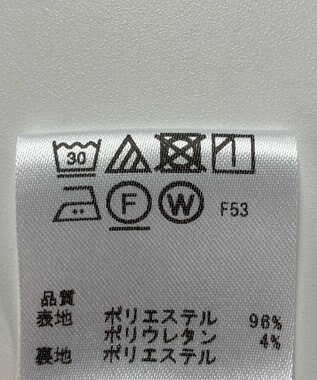 30
F W F53
品質
表地 ポリエステル 96%
ポリウレタン 4%
裏地 ポリエステル